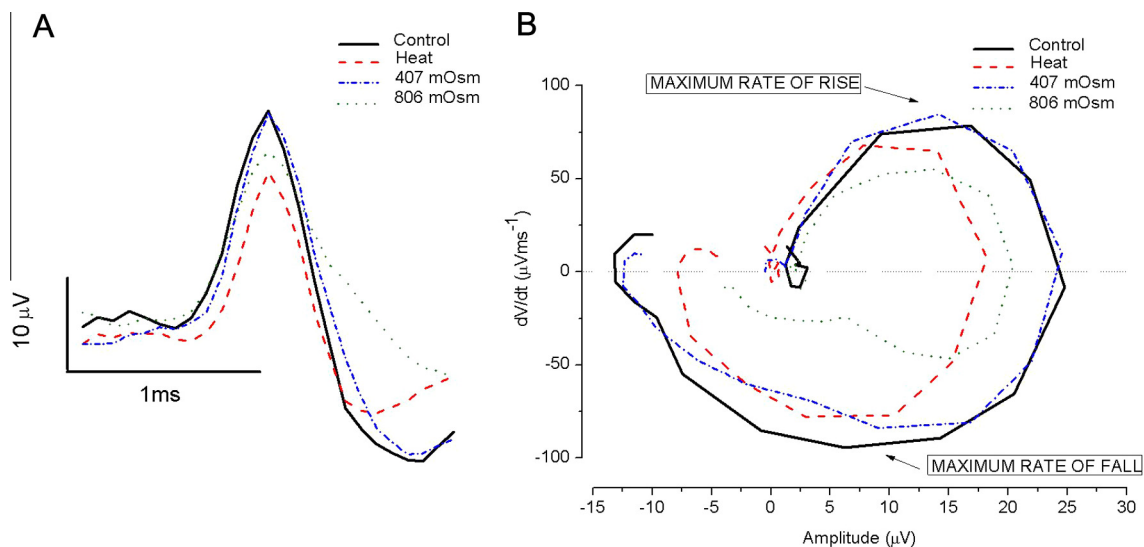 A
Control
Heat
407 mOsm
806 mOsm
10 µV
1ms
B
Control
Heat
407 mOsm
806 mOsm
MAXIMUM RATE OF RISE
MAXIMUM RATE OF FALL
dV/dt (µVms⁻¹)
100
50
0
-50
-100
-15 -10 -5 0 5 10 15 20 25 30
Amplitude (µV)